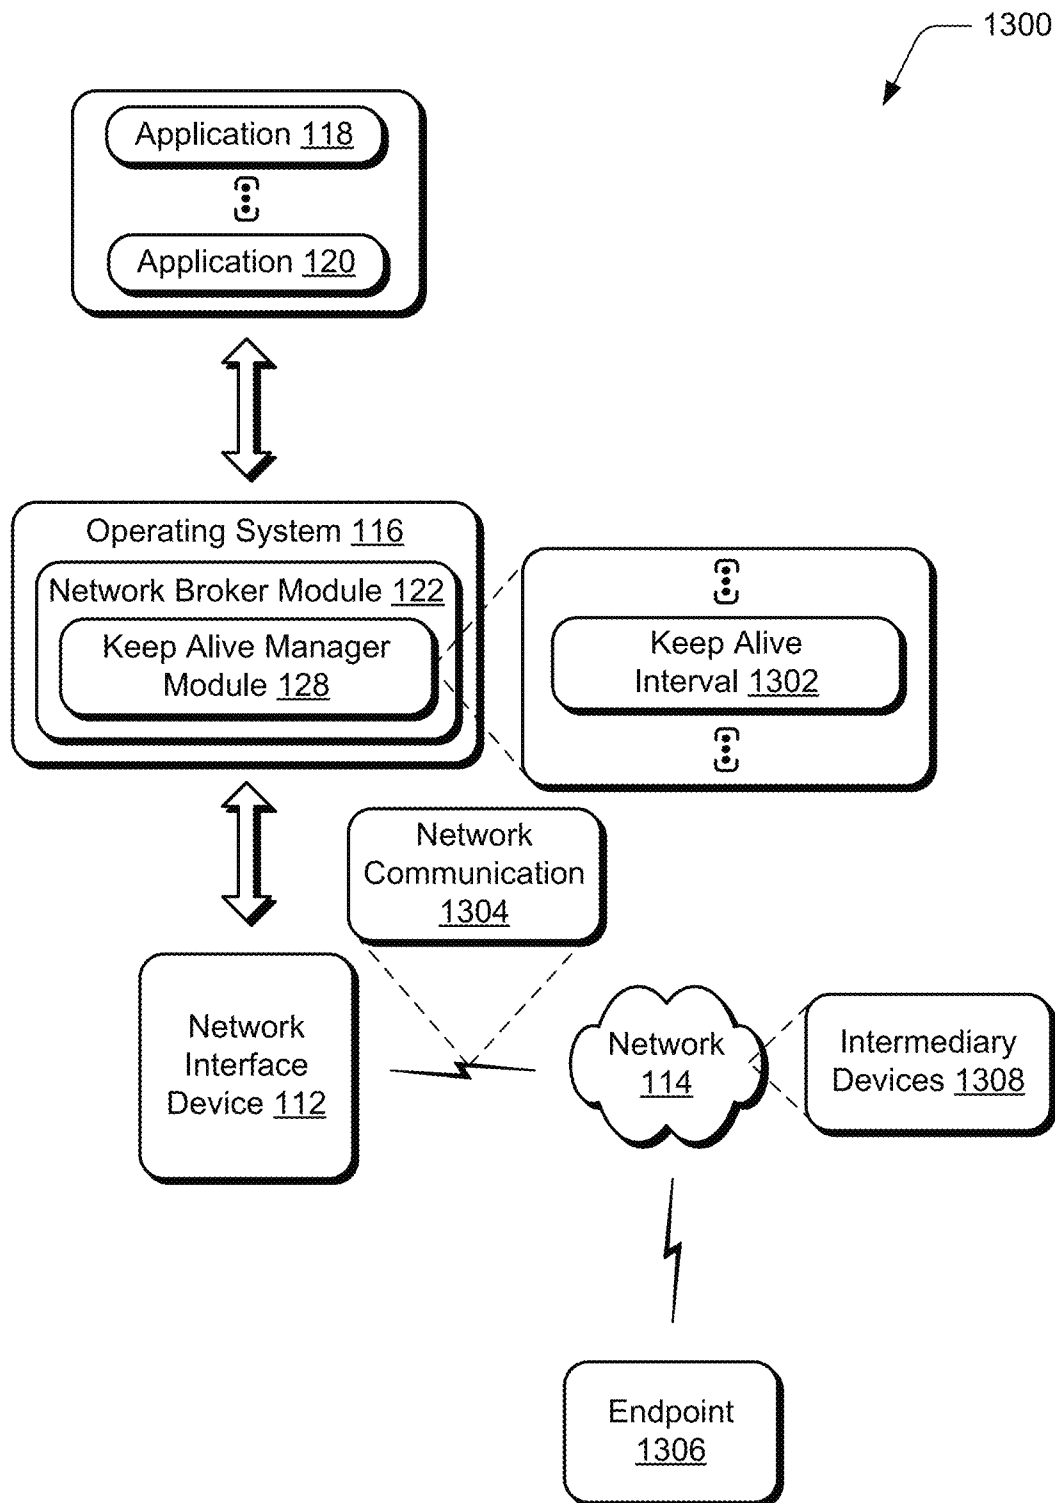 1300
Application 118
Application 120
Operating System 116
Network Broker Module 122
Keep Alive Manager
Module 128
Keep Alive
Interval 1302
Network
Communication
1304
Network
Interface
Device 112
Network
114
Intermediary
Devices 1308
Endpoint
1306